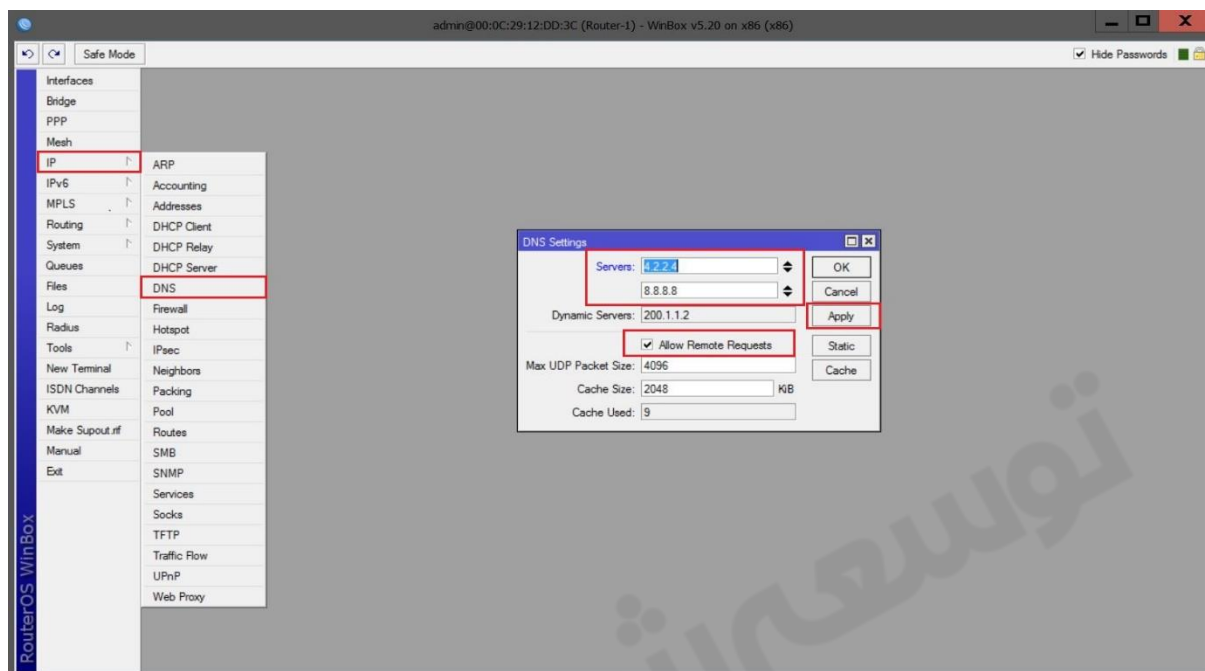 admin@00:0C:29:12:DD:3C (Router-1) - WinBox v5.20 on x86 (x86)
Safe Mode
Hide Passwords
Interfaces
Bridge
PPP
Mesh
IP
IPv6
MPLS
Routing
System
Queues
Files
Log
Radius
Tools
New Terminal
ISDN Channels
KVM
Make Supout.rif
Manual
Exit
RouterOS WinBox
ARP
Accounting
Addresses
DHCP Client
DHCP Relay
DHCP Server
DNS
Firewall
Hotspot
IPsec
Neighbors
Packing
Pool
Routes
SMB
SNMP
Services
Socks
TFTP
Traffic Flow
UPnP
Web Proxy
DNS Settings
Servers: 4.2.2.4
8.8.8.8
Dynamic Servers: 200.1.1.2
Allow Remote Requests
Max UDP Packet Size: 4096
Cache Size: 2048 KiB
Cache Used: 9
OK
Cancel
Apply
Static
Cache
توسعه